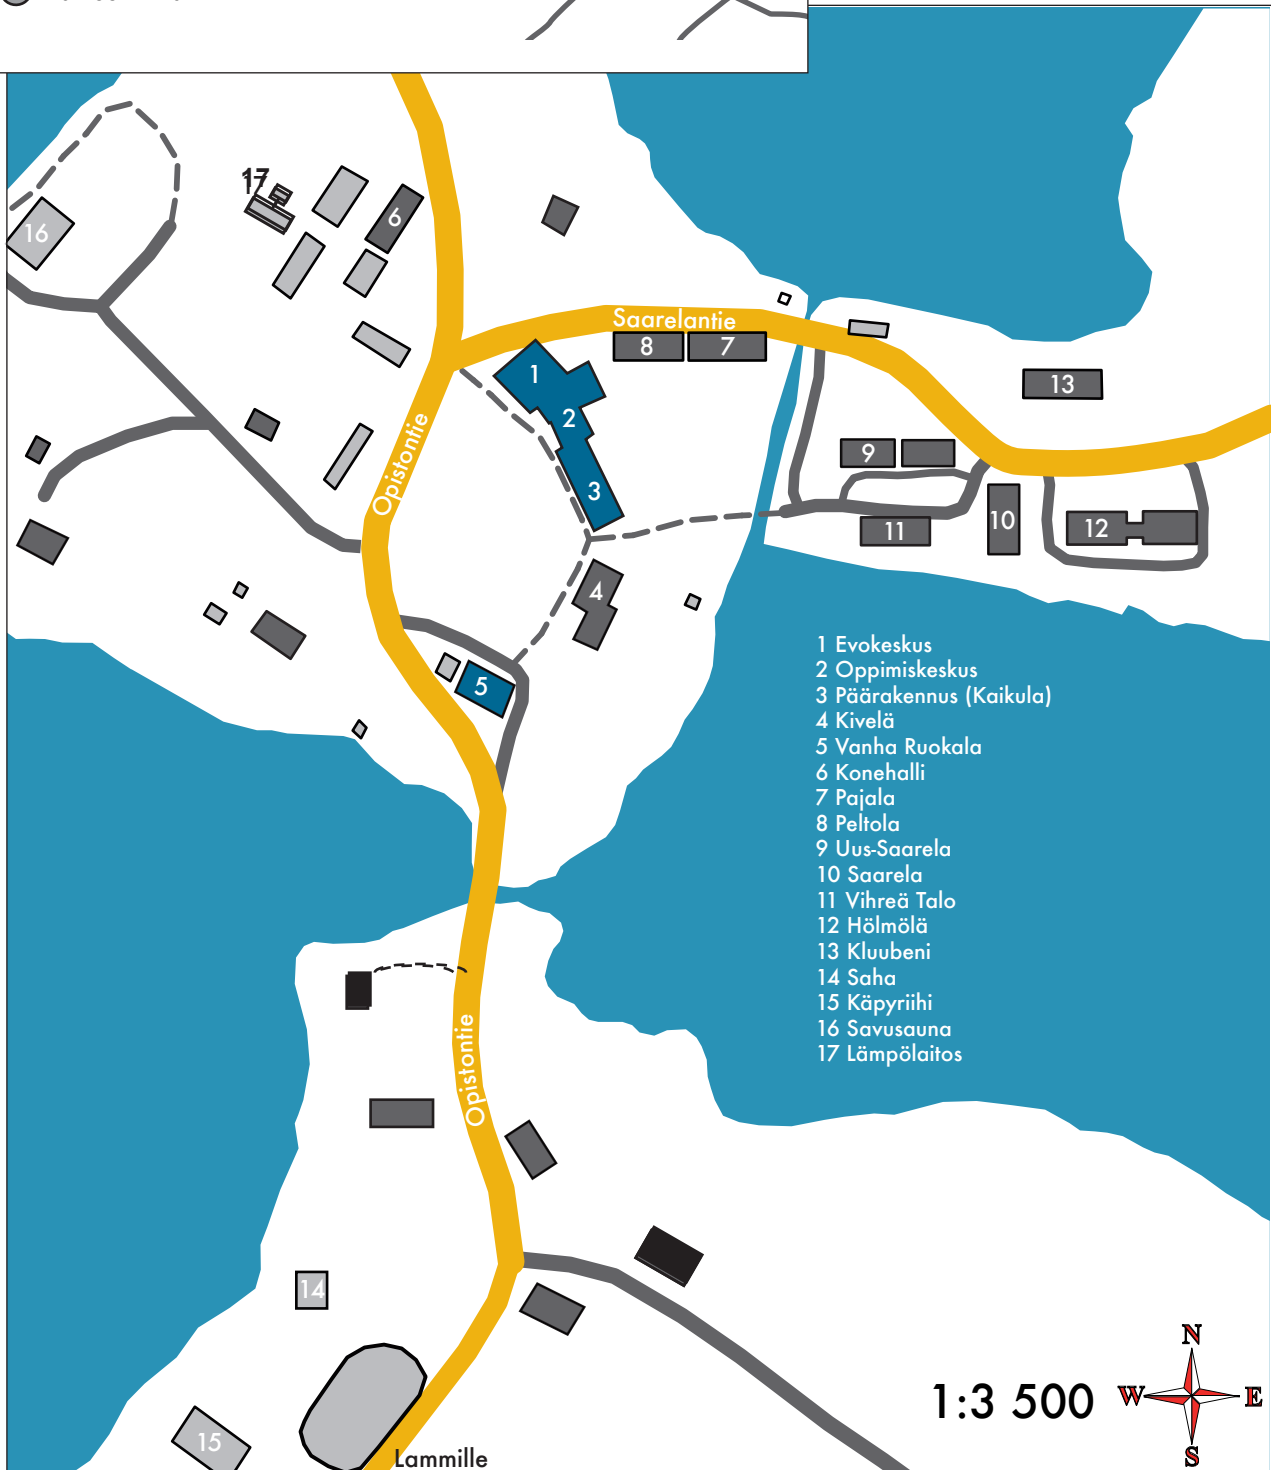 17
6
16
Saarelantie
8
7
1
13
2
Opistontie
9
3
10
11
12
4
5
1 Evokeskus
2 Oppimiskeskus
3 Päärakennus (Kaikula)
4 Kivelä
5 Vanha Ruokala
6 Konehalli
7 Pajala
8 Peltola
9 Uus-Saarela
10 Saarela
11 Vihreä Talo
12 Hölmölä
13 Kluubeni
14 Saha
15 Käpyriihi
16 Savusauna
17 Lämpölaitos
Opistontie
14
15
Lammille
1:3 500
N
W
E
S